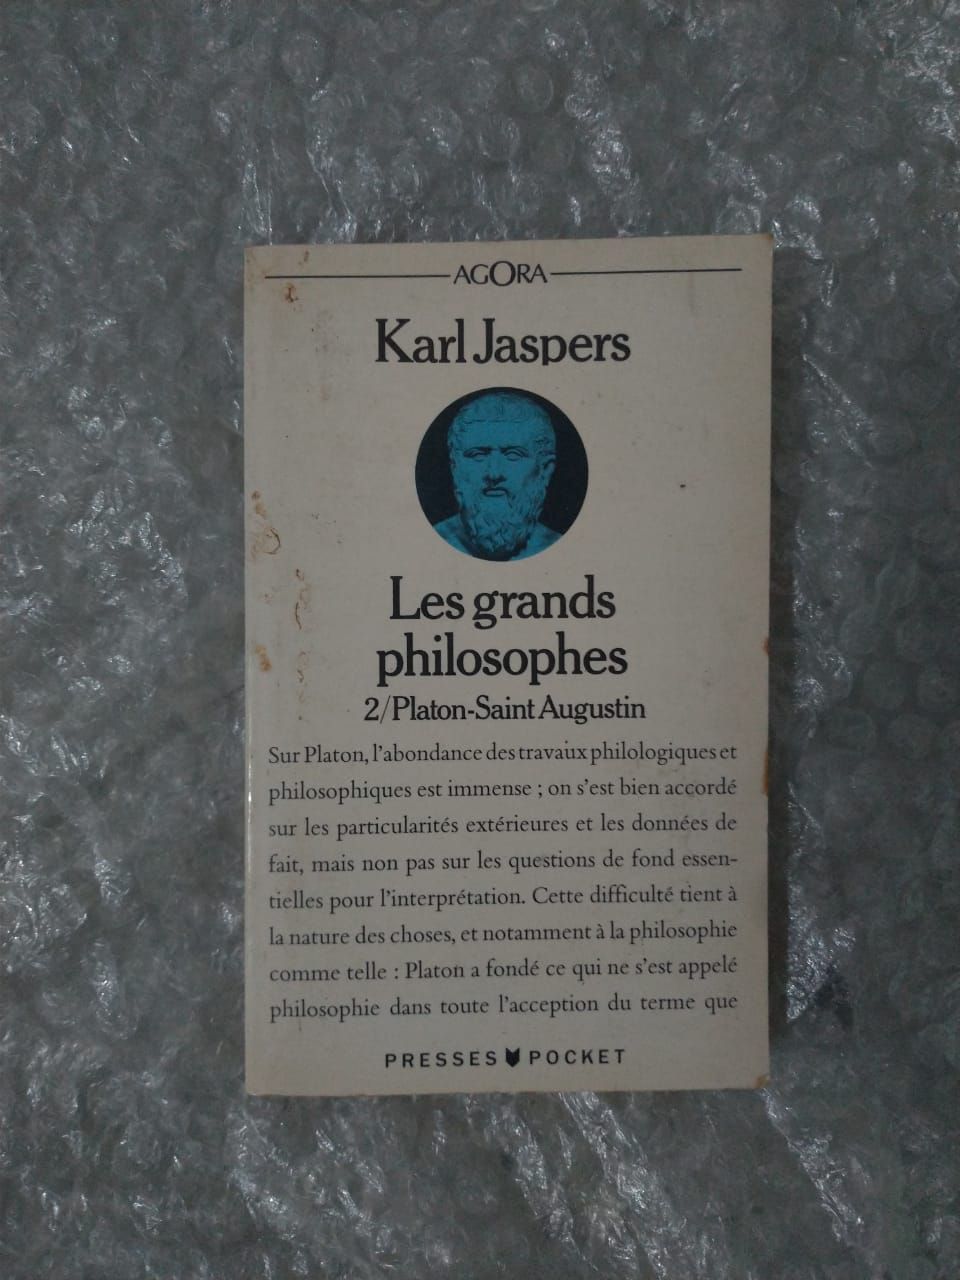 AGORA
Karl Jaspers
Les grands
philosophes
2/Platon-Saint Augustin
Sur Platon, l'abondance des travaux philologiques et
philosophiques est immense ; on s'est bien accordé
sur les particularités extérieures et les données de
fait, mais non pas sur les questions de fond essen-
tielles pour l'interprétation. Cette difficulté tient à
la nature des choses, et notamment à la philosophie
comme telle : Platon a fondé ce qui ne s'est appelé
philosophie dans toute l'acception du terme que
PRESSES POCKET